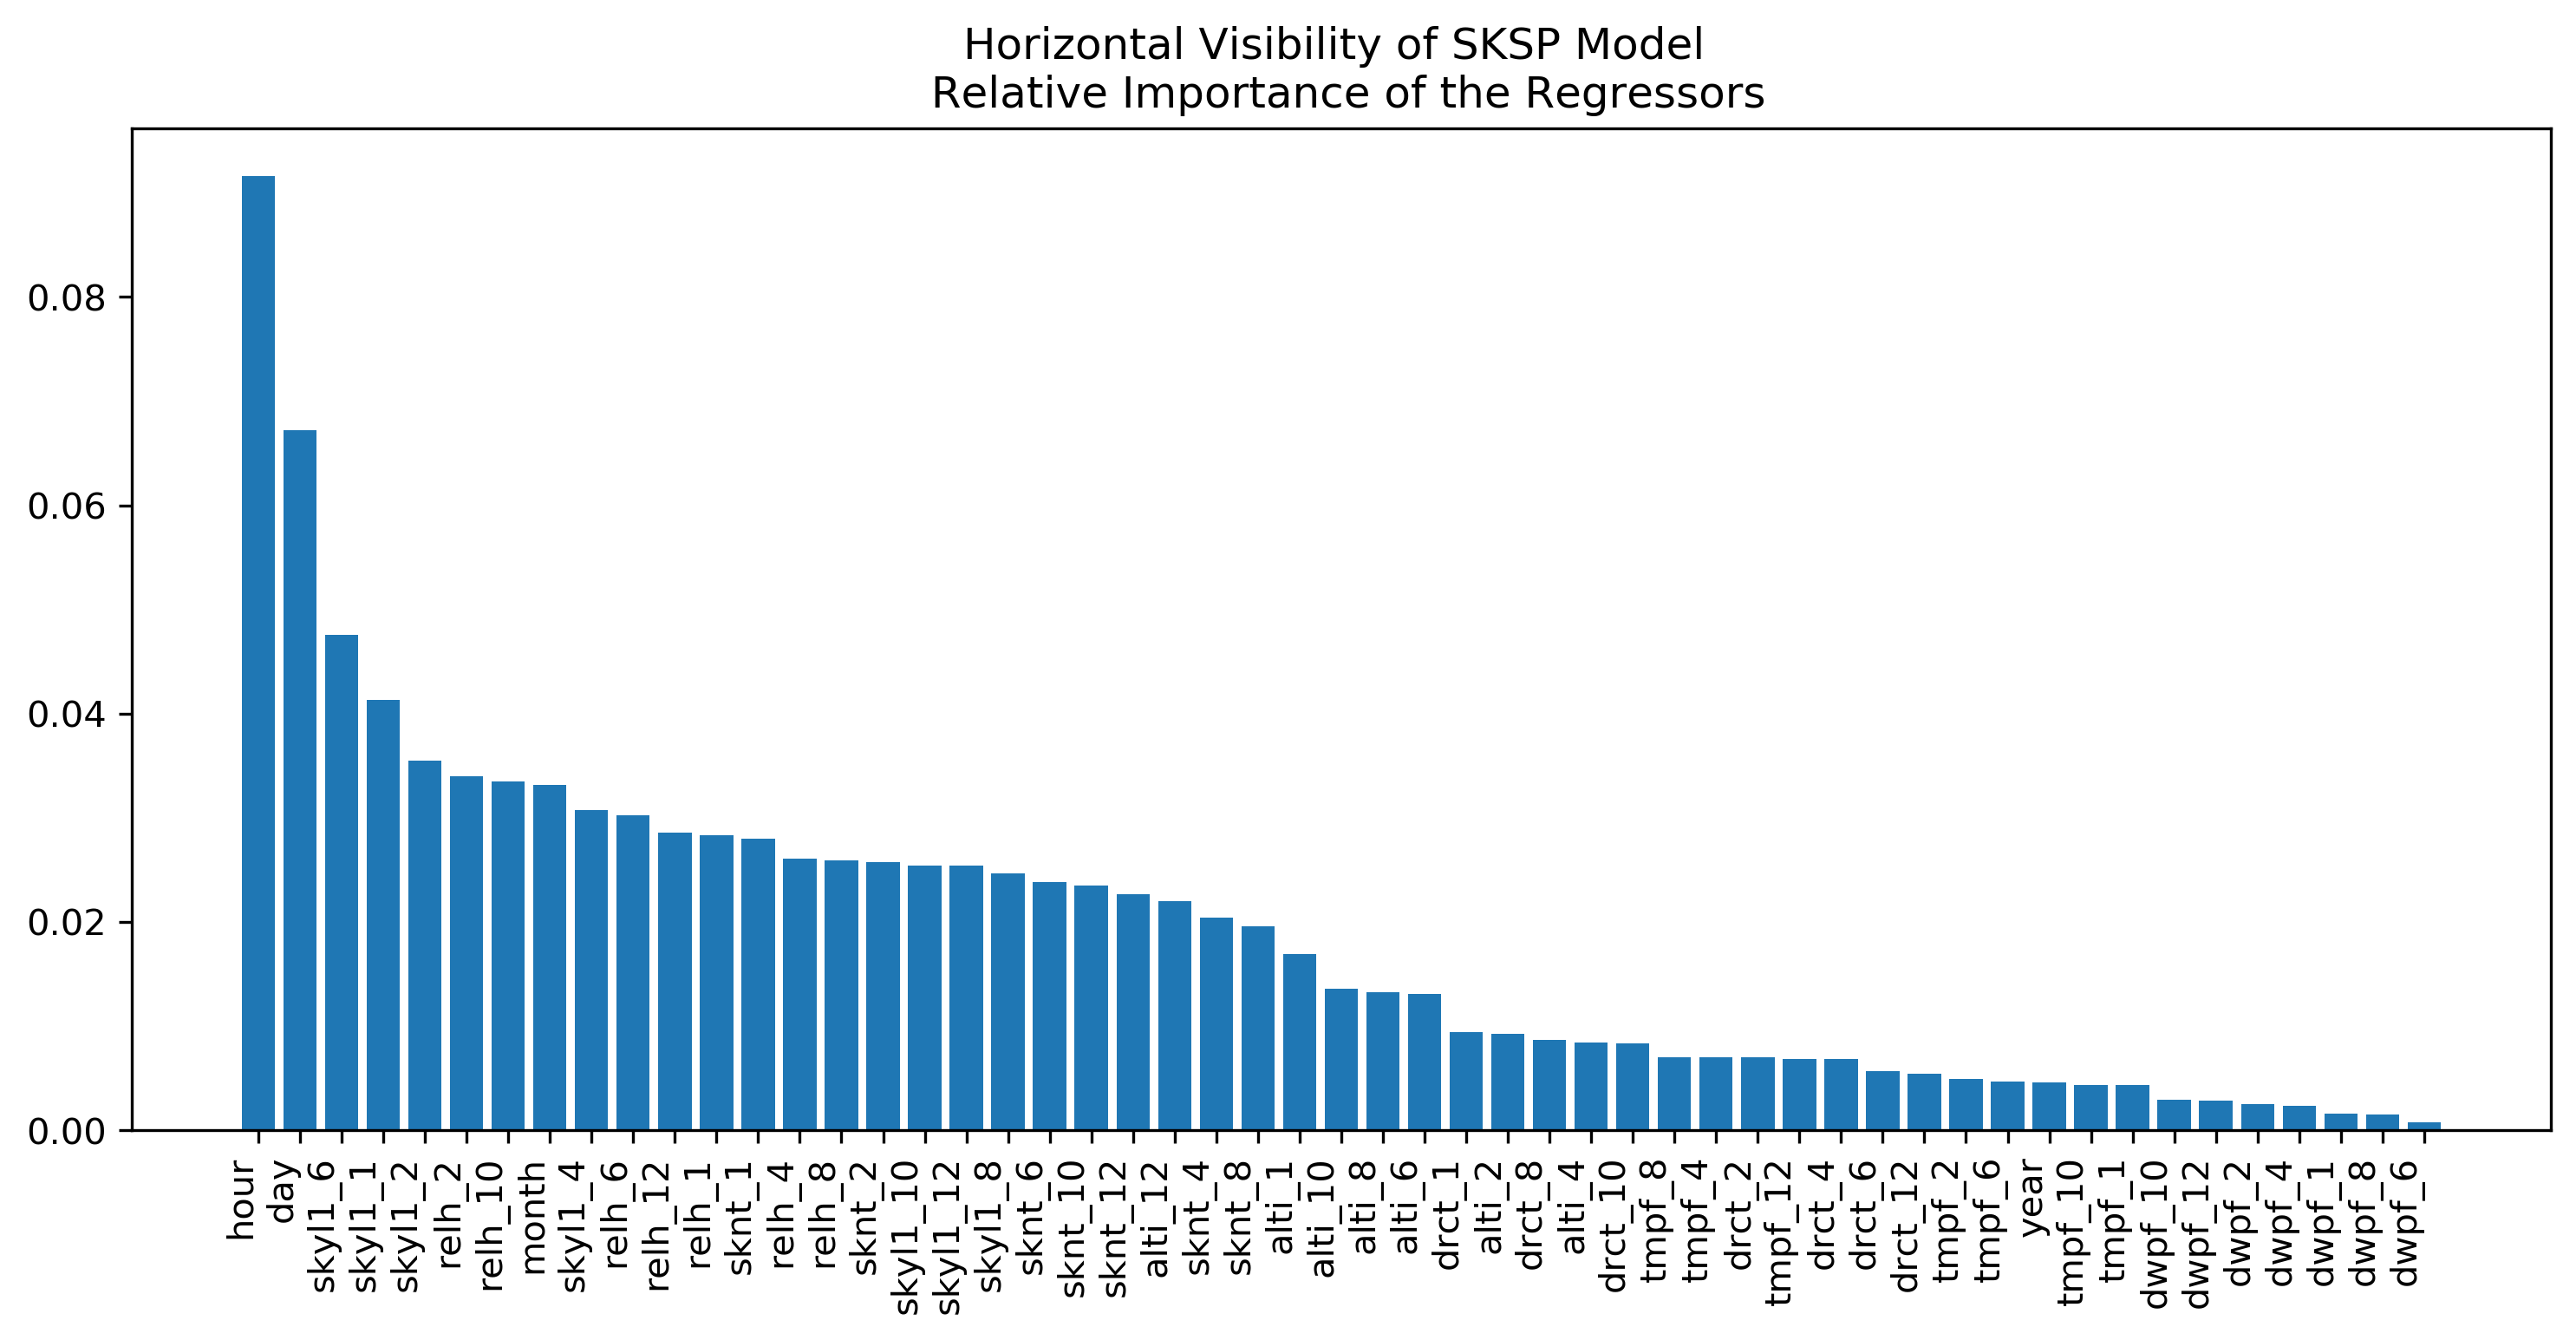 Horizontal Visibility of SKSP Model
Relative Importance of the Regressors
0.08
0.06
0.04
0.02
0.00
hour
day
skyl1_6
skyl1_1
skyl1_2
relh_2
relh_10
month
skyl1_4
relh_6
relh_12
relh_1
sknt_1
relh_4
relh_8
sknt_2
skyl1_10
skyl1_12
skyl1_8
sknt_6
sknt_10
sknt_12
alti_12
sknt_4
sknt_8
alti_1
alti_10
alti_8
alti_6
drct_1
alti_2
drct_8
alti_4
drct_10
tmpf_8
tmpf_4
drct_2
tmpf_12
drct_4
drct_6
drct_12
tmpf_2
tmpf_6
year
tmpf_10
tmpf_1
dwpf_10
dwpf_12
dwpf_2
dwpf_4
dwpf_1
dwpf_8
dwpf_6